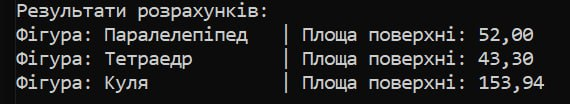 Результати розрахунків:
Фігура: Паралелепіпед | Площа поверхні: 52,00
Фігура: Тетраедр | Площа поверхні: 43,30
Фігура: Куля | Площа поверхні: 153,94